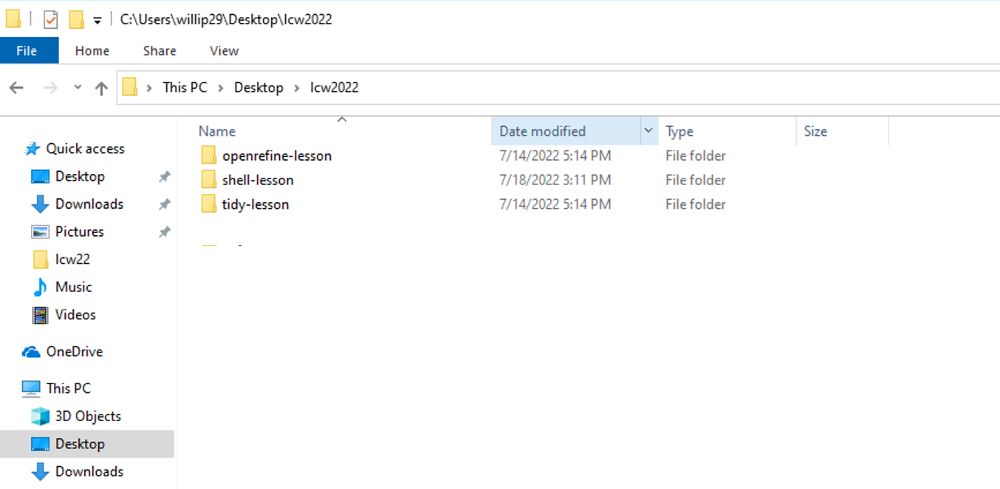 C:\Users\willip29\Desktop\lcw2022
File Home Share View
This PC > Desktop > lcw2022
Name Date modified Type Size
Quick access
openrefine-lesson 7/14/2022 5:14 PM File folder
Desktop
shell-lesson 7/18/2022 3:11 PM File folder
Downloads
tidy-lesson 7/14/2022 5:14 PM File folder
Pictures
lcw22
Music
Videos
OneDrive
This PC
3D Objects
Desktop
Downloads